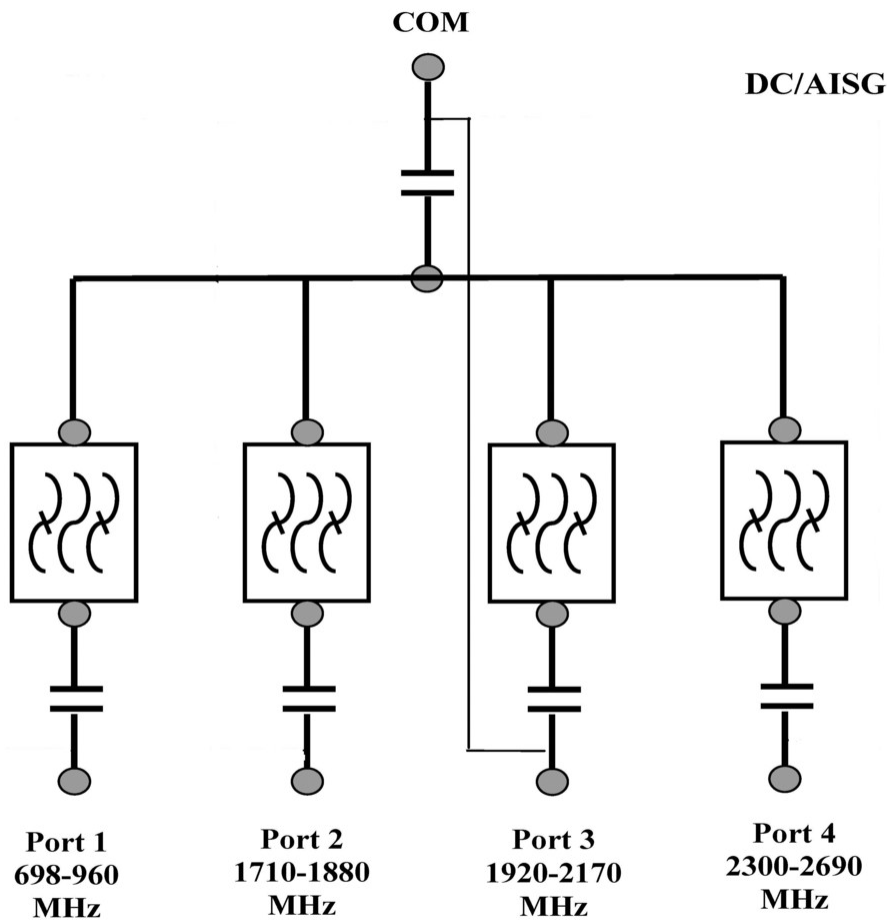 COM
DC/AISG
Port 1
698-960
MHz
Port 2
1710-1880
MHz
Port 3
1920-2170
MHz
Port 4
2300-2690
MHz